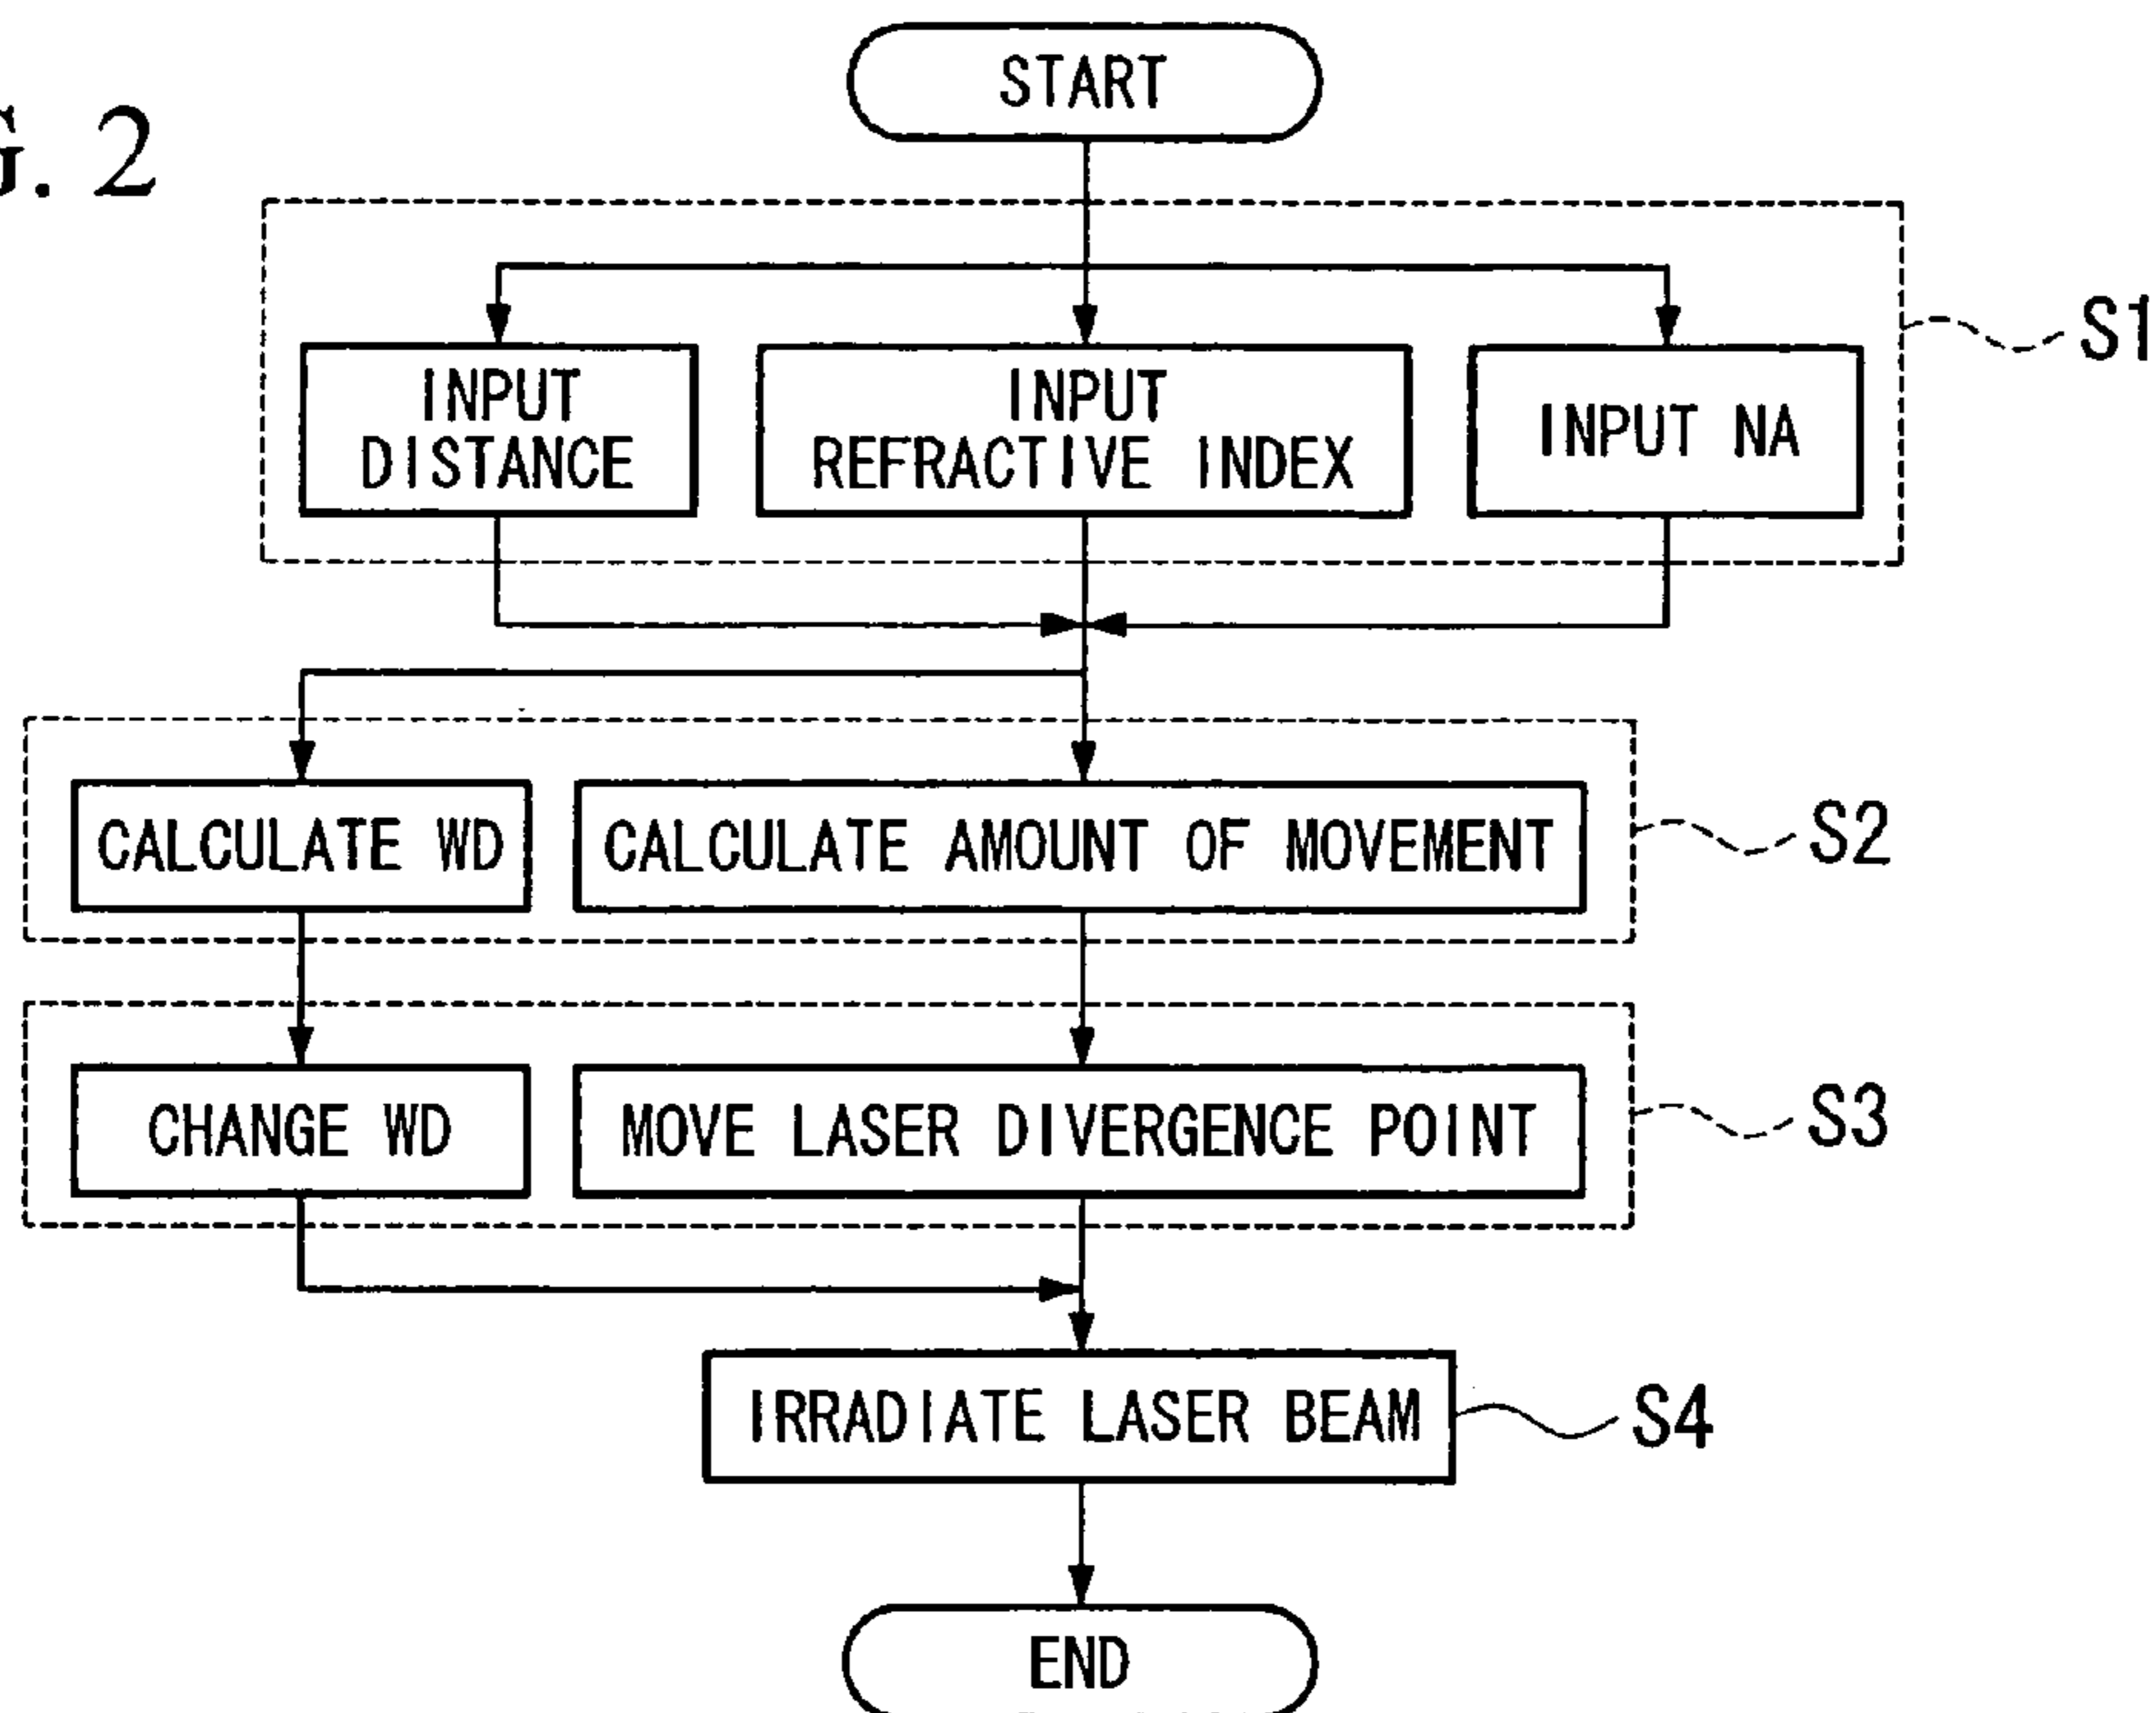 G. 2
START
S1
INPUT
DISTANCE
INPUT
REFRACTIVE INDEX
INPUT NA
CALCULATE WD
CALCULATE AMOUNT OF MOVEMENT
S2
CHANGE WD
MOVE LASER DIVERGENCE POINT
S3
IRRADIATE LASER BEAM
S4
END